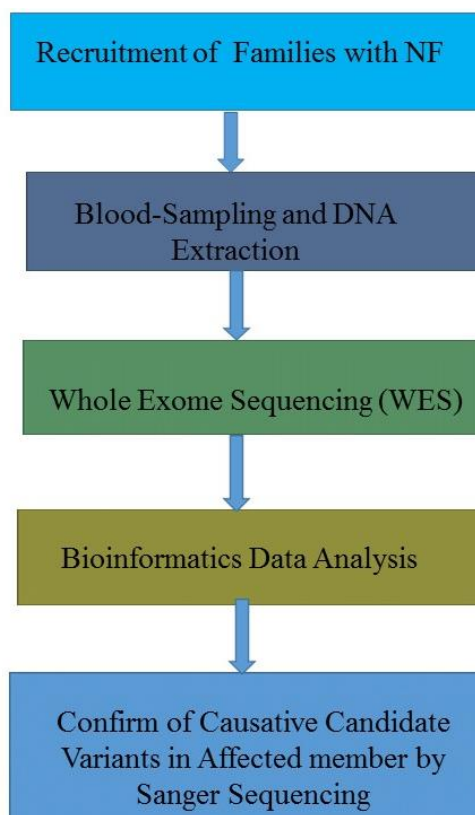 Recruitment of Families with NF
Blood-Sampling and DNA
Extraction
Whole Exome Sequencing (WES)
Bioinformatics Data Analysis
Confirm of Causative Candidate
Variants in Affected member by
Sanger Sequencing